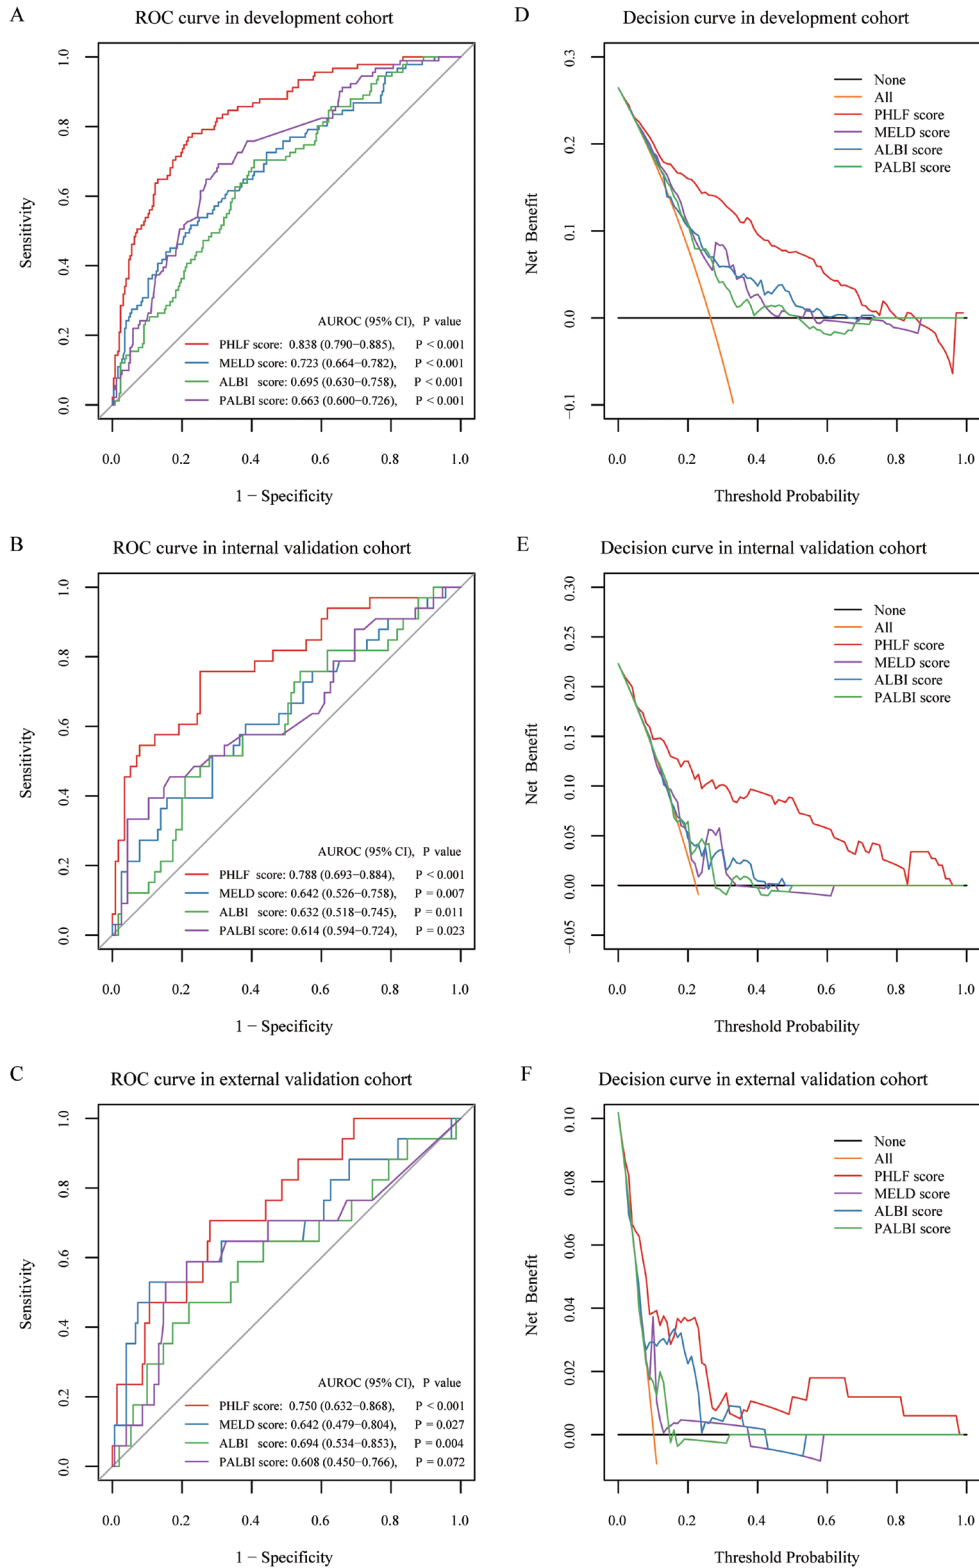 A
ROC curve in development cohort
Sensitivity
1.0
0.8
0.6
0.4
0.2
0.0
AUROC (95% CI), P value
PHLF score: 0.838 (0.790−0.885), P < 0.001
MELD score: 0.723 (0.664−0.782), P < 0.001
ALBI score: 0.695 (0.630−0.758), P < 0.001
PALBI score: 0.663 (0.600−0.726), P < 0.001
0.0 0.2 0.4 0.6 0.8 1.0
1 − Specificity
D
Decision curve in development cohort
Net Benefit
0.3
0.2
0.1
0.0
−0.1
None
All
PHLF score
MELD score
ALBI score
PALBI score
0.0 0.2 0.4 0.6 0.8 1.0
Threshold Probability
B
ROC curve in internal validation cohort
Sensitivity
1.0
0.8
0.6
0.4
0.2
0.0
AUROC (95% CI), P value
PHLF score: 0.788 (0.693−0.884), P < 0.001
MELD score: 0.642 (0.526−0.758), P = 0.007
ALBI score: 0.632 (0.518−0.745), P = 0.011
PALBI score: 0.614 (0.594−0.724), P = 0.023
0.0 0.2 0.4 0.6 0.8 1.0
1 − Specificity
E
Decision curve in internal validation cohort
Net Benefit
0.30
0.25
0.20
0.15
0.10
0.05
0.00
−0.05
None
All
PHLF score
MELD score
ALBI score
PALBI score
0.0 0.2 0.4 0.6 0.8 1.0
Threshold Probability
C
ROC curve in external validation cohort
Sensitivity
1.0
0.8
0.6
0.4
0.2
0.0
AUROC (95% CI), P value
PHLF score: 0.750 (0.632−0.868), P < 0.001
MELD score: 0.642 (0.479−0.804), P = 0.027
ALBI score: 0.694 (0.534−0.853), P = 0.004
PALBI score: 0.608 (0.450−0.766), P = 0.072
0.0 0.2 0.4 0.6 0.8 1.0
1 − Specificity
F
Decision curve in external validation cohort
Net Benefit
0.10
0.08
0.06
0.04
0.02
0.00
None
All
PHLF score
MELD score
ALBI score
PALBI score
0.0 0.2 0.4 0.6 0.8 1.0
Threshold Probability